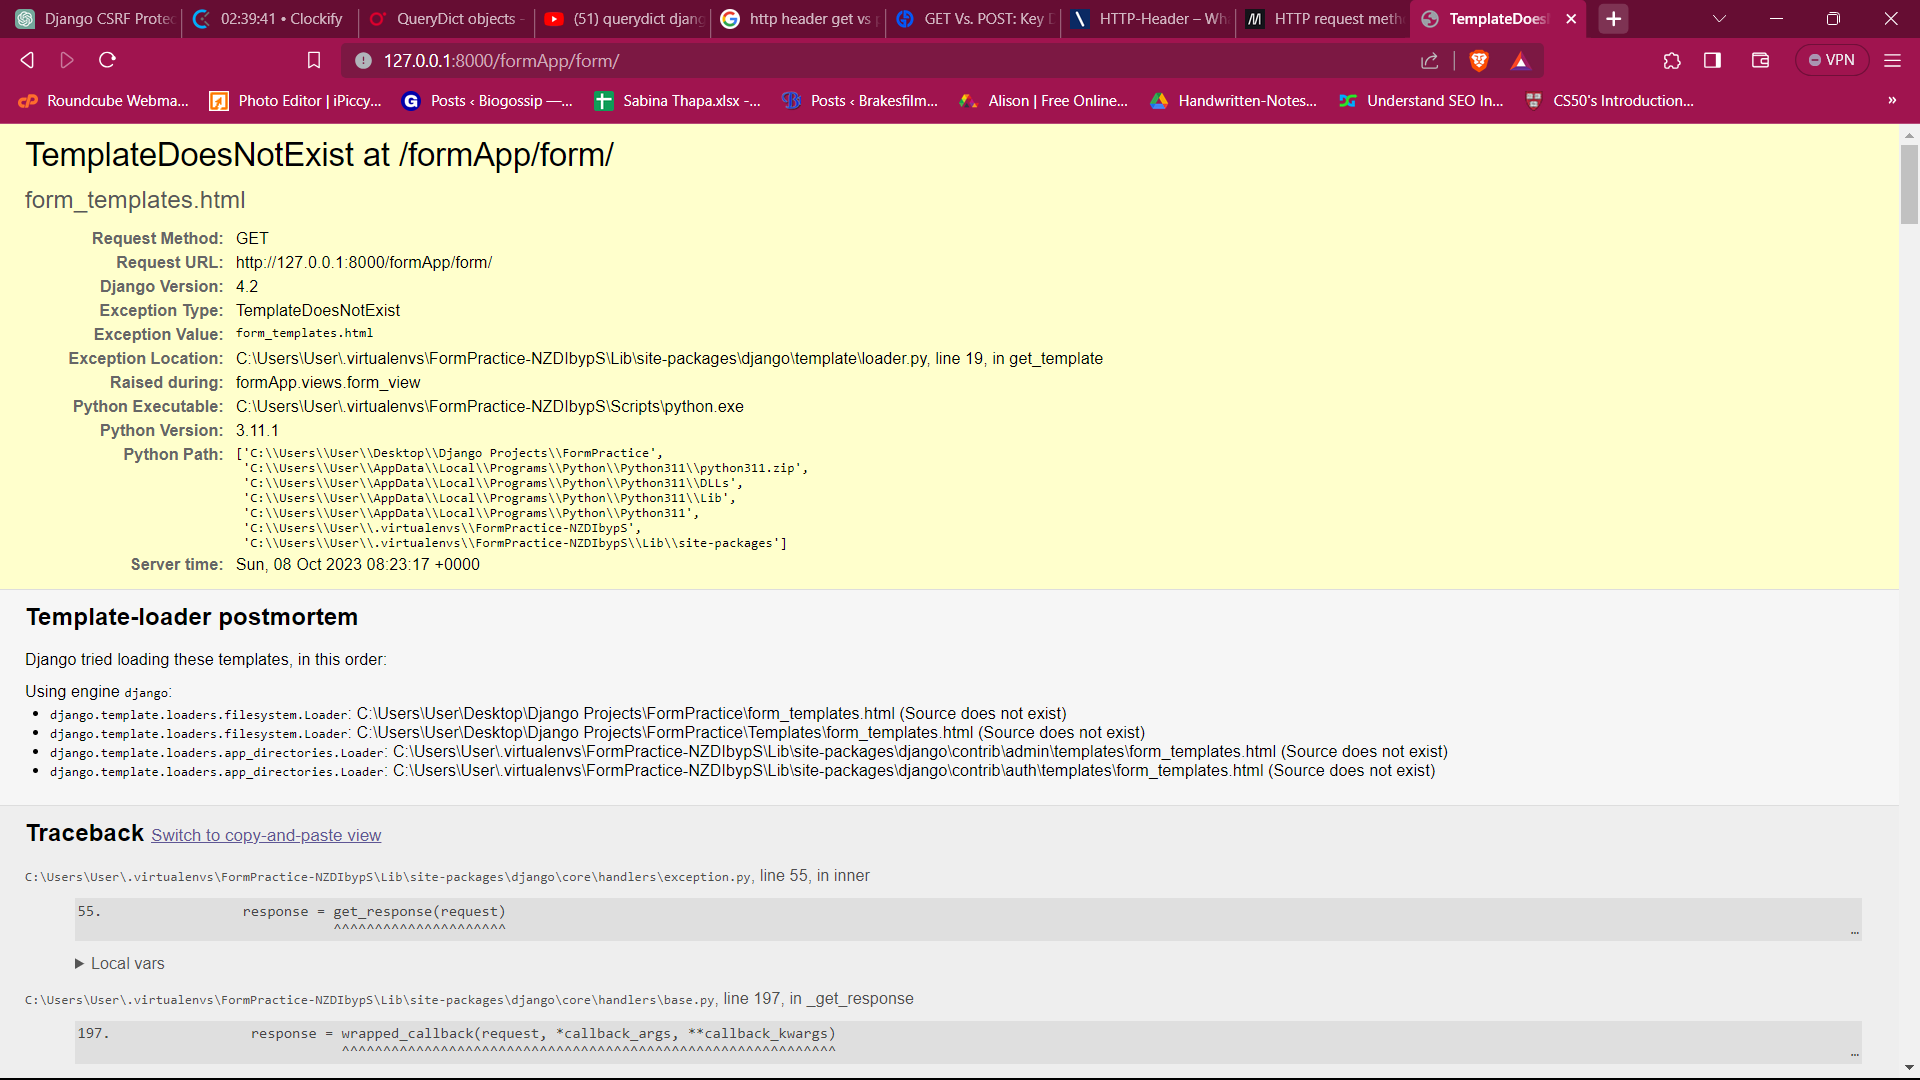 Django CSRF Protec
02:39:41 • Clockify
QueryDict objects -
(51) querydict djang
http header get vs p
GET Vs. POST: Key D
HTTP-Header – Wha
HTTP request meth
TemplateDoes
127.0.0.1:8000/formApp/form/
VPN
Roundcube Webma...
Photo Editor | iPiccy...
Posts ‹ Biogossip —...
Sabina Thapa.xlsx -...
Posts ‹ Brakesfilm...
Alison | Free Online...
Handwritten-Notes...
Understand SEO In...
CS50's Introduction...
»
TemplateDoesNotExist at /formApp/form/
form_templates.html
Request Method: GET
Request URL: http://127.0.0.1:8000/formApp/form/
Django Version: 4.2
Exception Type: TemplateDoesNotExist
Exception Value: form_templates.html
Exception Location: C:\Users\User\.virtualenvs\FormPractice-NZDIbypS\Lib\site-packages\django\template\loader.py, line 19, in get_template
Raised during: formApp.views.form_view
Python Executable: C:\Users\User\.virtualenvs\FormPractice-NZDIbypS\Scripts\python.exe
Python Version: 3.11.1
Python Path: ['C:\\Users\\User\\Desktop\\Django Projects\\FormPractice',
'C:\\Users\\User\\AppData\\Local\\Programs\\Python\\Python311\\python311.zip',
'C:\\Users\\User\\AppData\\Local\\Programs\\Python\\Python311\\DLLs',
'C:\\Users\\User\\AppData\\Local\\Programs\\Python\\Python311\\Lib',
'C:\\Users\\User\\AppData\\Local\\Programs\\Python\\Python311',
'C:\\Users\\User\\.virtualenvs\\FormPractice-NZDIbypS',
'C:\\Users\\User\\.virtualenvs\\FormPractice-NZDIbypS\\Lib\\site-packages']
Server time: Sun, 08 Oct 2023 08:23:17 +0000
Template-loader postmortem
Django tried loading these templates, in this order:
Using engine django:
• django.template.loaders.filesystem.Loader: C:\Users\User\Desktop\Django Projects\FormPractice\form_templates.html (Source does not exist)
• django.template.loaders.filesystem.Loader: C:\Users\User\Desktop\Django Projects\FormPractice\Templates\form_templates.html (Source does not exist)
• django.template.loaders.app_directories.Loader: C:\Users\User\.virtualenvs\FormPractice-NZDIbypS\Lib\site-packages\django\contrib\admin\templates\form_templates.html (Source does not exist)
• django.template.loaders.app_directories.Loader: C:\Users\User\.virtualenvs\FormPractice-NZDIbypS\Lib\site-packages\django\contrib\auth\templates\form_templates.html (Source does not exist)
Traceback Switch to copy-and-paste view
C:\Users\User\.virtualenvs\FormPractice-NZDIbypS\Lib\site-packages\django\core\handlers\exception.py, line 55, in inner
55. response = get_response(request)
^^^^^^^^^^^^^^^^^^^^^
…
▶ Local vars
C:\Users\User\.virtualenvs\FormPractice-NZDIbypS\Lib\site-packages\django\core\handlers\base.py, line 197, in _get_response
197. response = wrapped_callback(request, *callback_args, **callback_kwargs)
^^^^^^^^^^^^^^^^^^^^^^^^^^^^^^^^^^^^^^^^^^^^^^^^^^^^^^^^^^^^
…